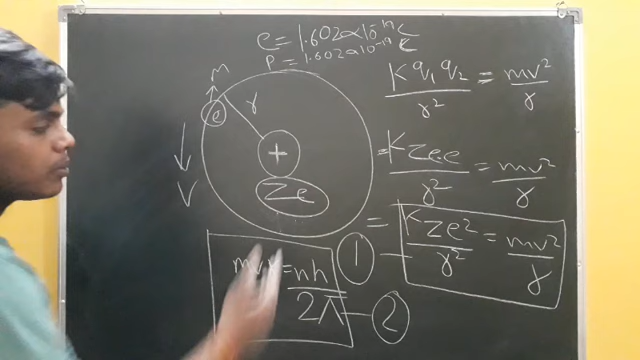 e = 1.602×10⁻¹⁹ C
P = 1.602×10⁻¹⁹ C
m
e
r
+
Ze
V
K q₁ q₂ / r² = mv² / r
= K Ze.e / r² = mv² / r
= K Ze² / r² = mv² / r
1
mvr = nh / 2π
2